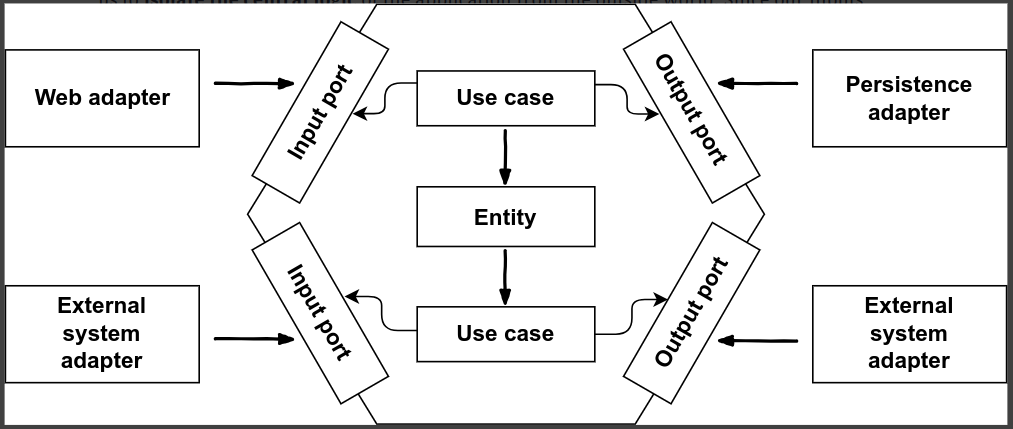 Web adapter
Input port
Use case
Output port
Persistence
adapter
Entity
External
system
adapter
Input port
Use case
Output port
External
system
adapter